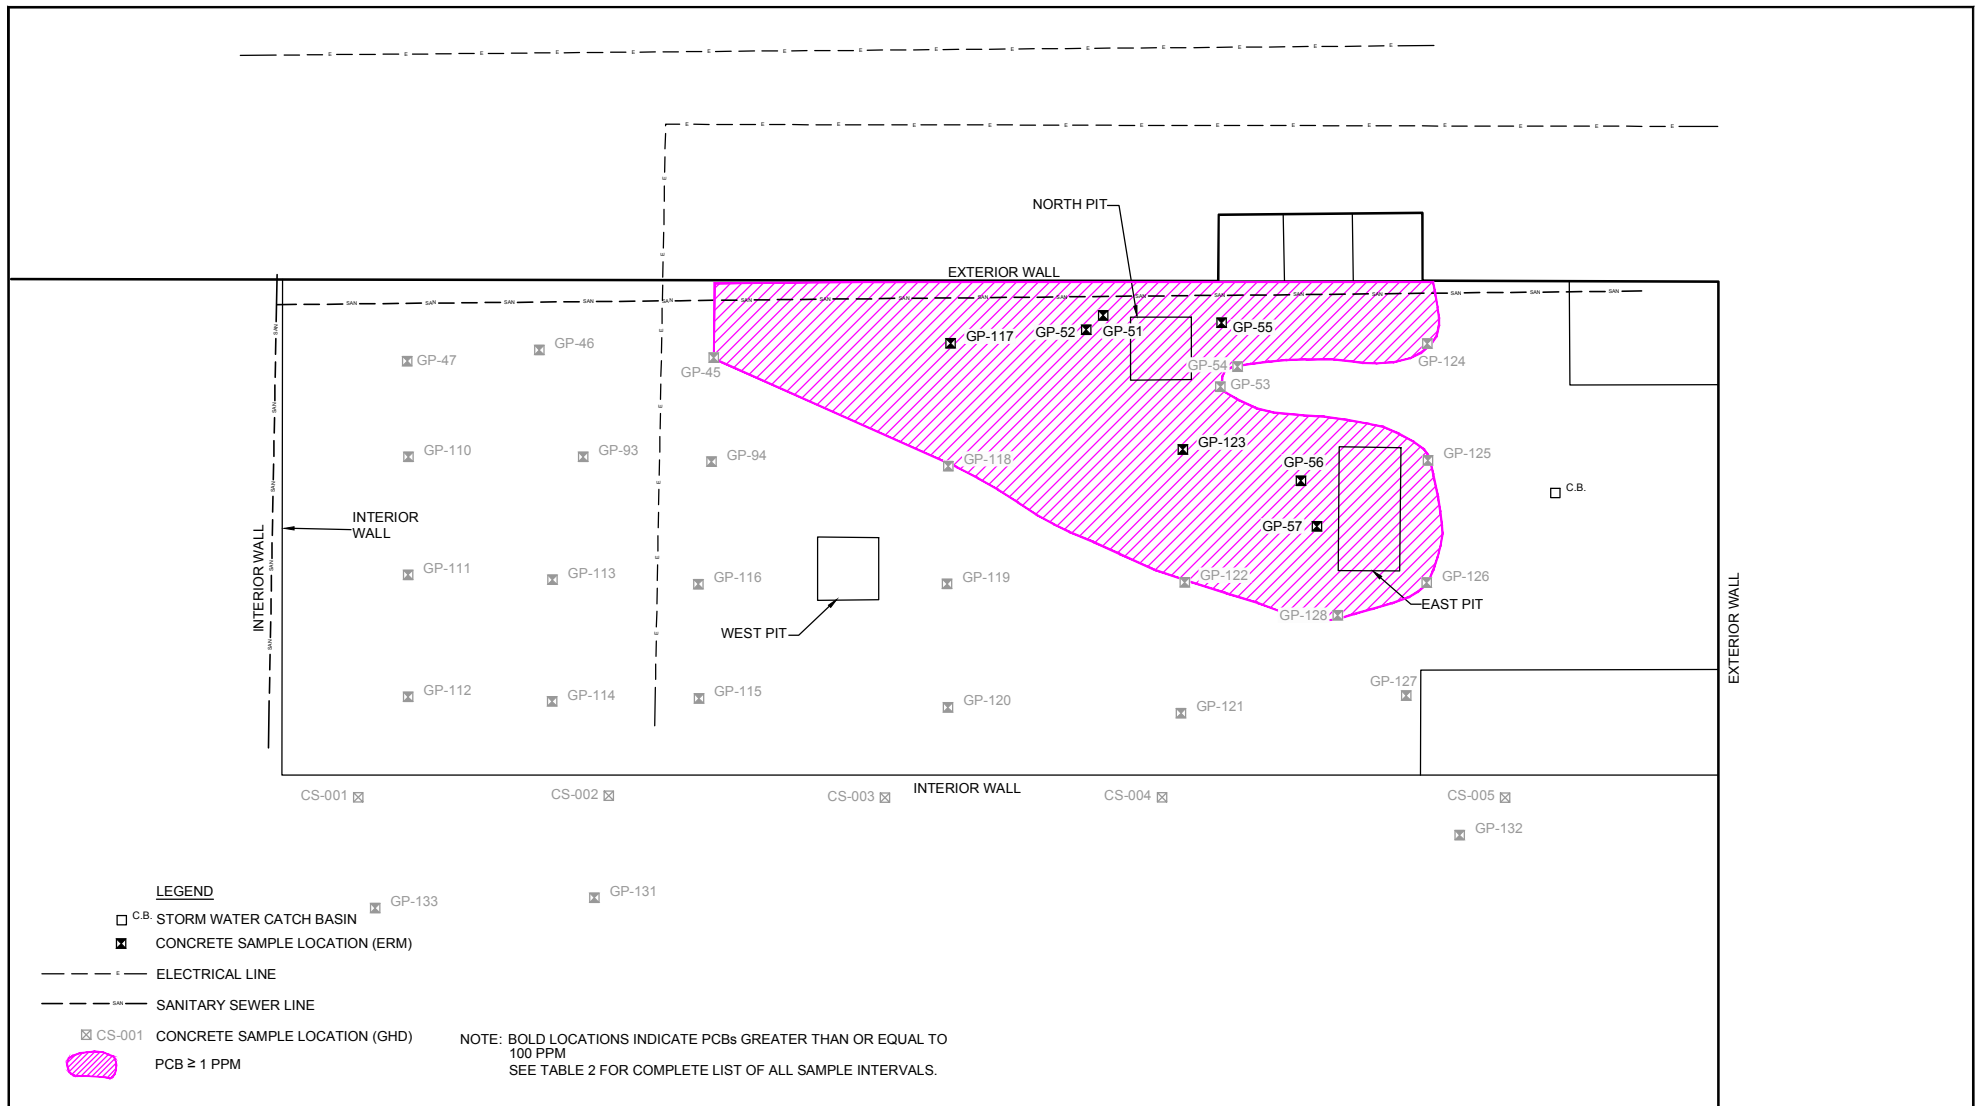 NORTH PIT
EXTERIOR WALL
GP-47
GP-46
GP-45
GP-117
GP-52
GP-51
GP-55
GP-54
GP-53
GP-124
GP-110
GP-93
GP-94
GP-118
GP-123
GP-56
GP-125
C.B.
INTERIOR
WALL
INTERIOR WALL
GP-57
GP-111
GP-113
GP-116
GP-119
GP-122
GP-126
EAST PIT
GP-128
WEST PIT
EXTERIOR WALL
GP-112
GP-114
GP-115
GP-120
GP-121
GP-127
INTERIOR WALL
CS-001
CS-002
CS-003
CS-004
CS-005
GP-132
GP-133
GP-131
LEGEND
C.B. STORM WATER CATCH BASIN
CONCRETE SAMPLE LOCATION (ERM)
E ELECTRICAL LINE
SAN SANITARY SEWER LINE
CS-001 CONCRETE SAMPLE LOCATION (GHD)
PCB ≥ 1 PPM
NOTE: BOLD LOCATIONS INDICATE PCBs GREATER THAN OR EQUAL TO
100 PPM
SEE TABLE 2 FOR COMPLETE LIST OF ALL SAMPLE INTERVALS.